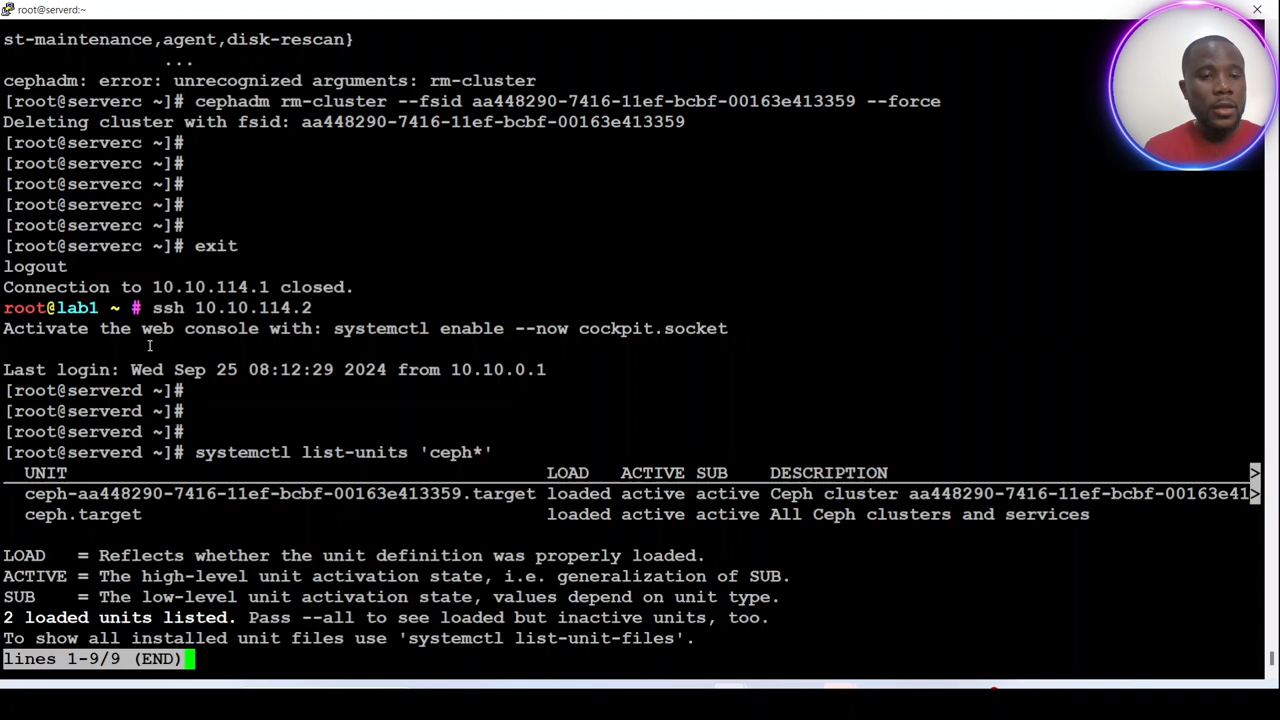 root@serverd:~
st-maintenance,agent,disk-rescan}
...
cephadm: error: unrecognized arguments: rm-cluster
[root@serverc ~]# cephadm rm-cluster --fsid aa448290-7416-11ef-bcbf-00163e413359 --force
Deleting cluster with fsid: aa448290-7416-11ef-bcbf-00163e413359
[root@serverc ~]#
[root@serverc ~]#
[root@serverc ~]#
[root@serverc ~]#
[root@serverc ~]#
[root@serverc ~]# exit
logout
Connection to 10.10.114.1 closed.
root@lab1 ~ # ssh 10.10.114.2
Activate the web console with: systemctl enable --now cockpit.socket
Last login: Wed Sep 25 08:12:29 2024 from 10.10.0.1
[root@serverd ~]#
[root@serverd ~]#
[root@serverd ~]#
[root@serverd ~]# systemctl list-units 'ceph*'
UNIT LOAD ACTIVE SUB DESCRIPTION >
ceph-aa448290-7416-11ef-bcbf-00163e413359.target loaded active active Ceph cluster aa448290-7416-11ef-bcbf-00163e41>
ceph.target loaded active active All Ceph clusters and services
LOAD = Reflects whether the unit definition was properly loaded.
ACTIVE = The high-level unit activation state, i.e. generalization of SUB.
SUB = The low-level unit activation state, values depend on unit type.
2 loaded units listed. Pass --all to see loaded but inactive units, too.
To show all installed unit files use 'systemctl list-unit-files'.
lines 1-9/9 (END)